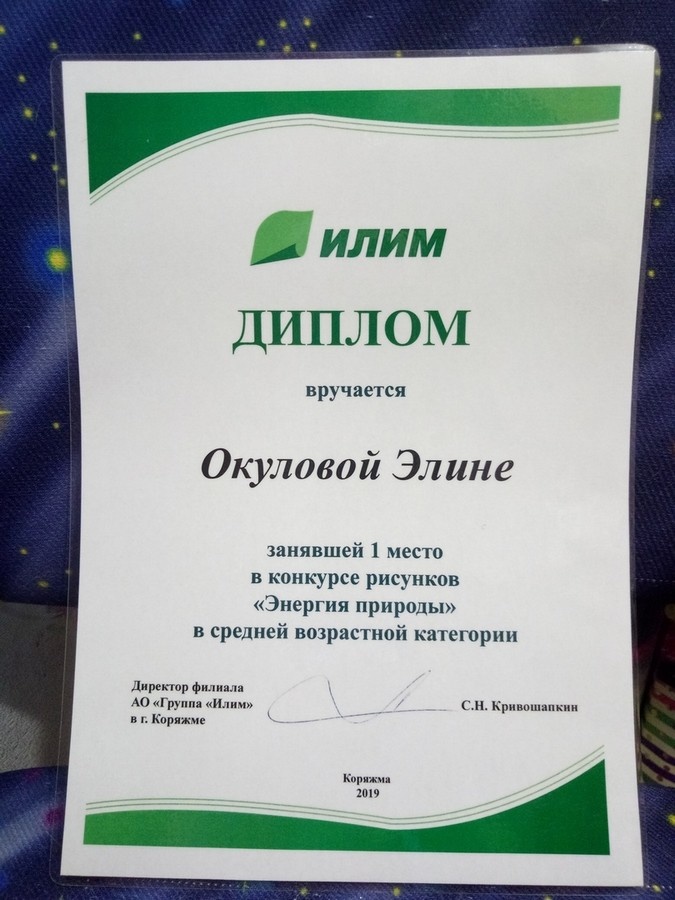 ИЛИМ
ДИПЛОМ
вручается
Окуловой Элине
занявшей 1 место
в конкурсе рисунков
«Энергия природы»
в средней возрастной категории
Директор филиала
АО «Группа «Илим»
в г. Коряжме
С.Н. Кривошапкин
Коряжма
2019